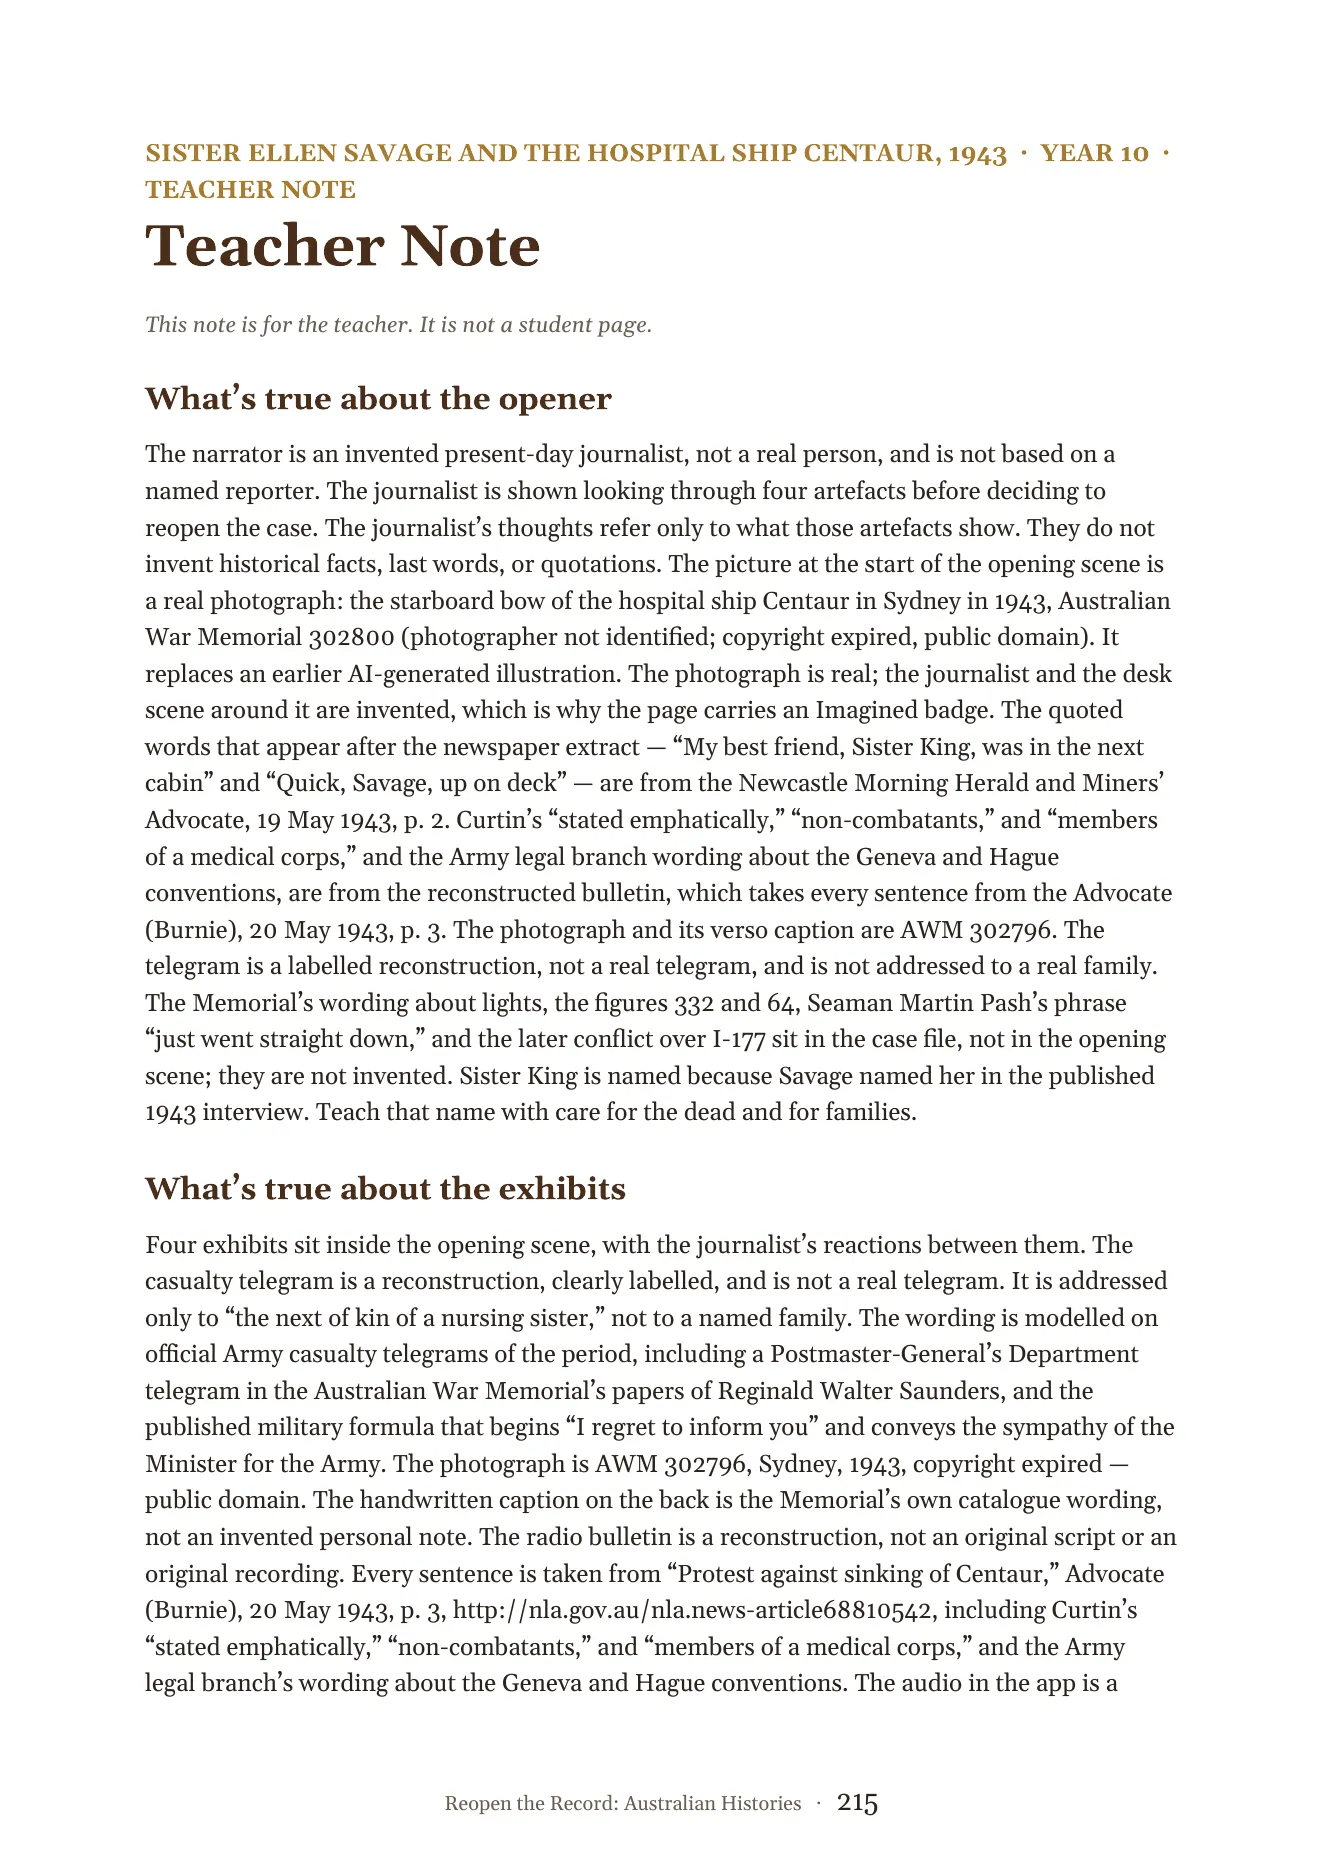 SISTER ELLEN SAVAGE AND THE HOSPITAL SHIP CENTAUR, 1943 · YEAR 10 ·
TEACHER NOTE
Teacher Note
This note is for the teacher. It is not a student page.
What’s true about the opener
The narrator is an invented present-day journalist, not a real person, and is not based on a
named reporter. The journalist is shown looking through four artefacts before deciding to
reopen the case. The journalist’s thoughts refer only to what those artefacts show. They do not
invent historical facts, last words, or quotations. The picture at the start of the opening scene is
a real photograph: the starboard bow of the hospital ship Centaur in Sydney in 1943, Australian
War Memorial 302800 (photographer not identified; copyright expired, public domain). It
replaces an earlier AI-generated illustration. The photograph is real; the journalist and the desk
scene around it are invented, which is why the page carries an Imagined badge. The quoted
words that appear after the newspaper extract — “My best friend, Sister King, was in the next
cabin” and “Quick, Savage, up on deck” — are from the Newcastle Morning Herald and Miners’
Advocate, 19 May 1943, p. 2. Curtin’s “stated emphatically,” “non-combatants,” and “members
of a medical corps,” and the Army legal branch wording about the Geneva and Hague
conventions, are from the reconstructed bulletin, which takes every sentence from the Advocate
(Burnie), 20 May 1943, p. 3. The photograph and its verso caption are AWM 302796. The
telegram is a labelled reconstruction, not a real telegram, and is not addressed to a real family.
The Memorial’s wording about lights, the figures 332 and 64, Seaman Martin Pash’s phrase
“just went straight down,” and the later conflict over I-177 sit in the case file, not in the opening
scene; they are not invented. Sister King is named because Savage named her in the published
1943 interview. Teach that name with care for the dead and for families.
What’s true about the exhibits
Four exhibits sit inside the opening scene, with the journalist’s reactions between them. The
casualty telegram is a reconstruction, clearly labelled, and is not a real telegram. It is addressed
only to “the next of kin of a nursing sister,” not to a named family. The wording is modelled on
official Army casualty telegrams of the period, including a Postmaster-General’s Department
telegram in the Australian War Memorial’s papers of Reginald Walter Saunders, and the
published military formula that begins “I regret to inform you” and conveys the sympathy of the
Minister for the Army. The photograph is AWM 302796, Sydney, 1943, copyright expired —
public domain. The handwritten caption on the back is the Memorial’s own catalogue wording,
not an invented personal note. The radio bulletin is a reconstruction, not an original script or an
original recording. Every sentence is taken from “Protest against sinking of Centaur,” Advocate
(Burnie), 20 May 1943, p. 3, http://nla.gov.au/nla.news-article68810542, including Curtin’s
“stated emphatically,” “non-combatants,” and “members of a medical corps,” and the Army
legal branch’s wording about the Geneva and Hague conventions. The audio in the app is a
Reopen the Record: Australian Histories · 215